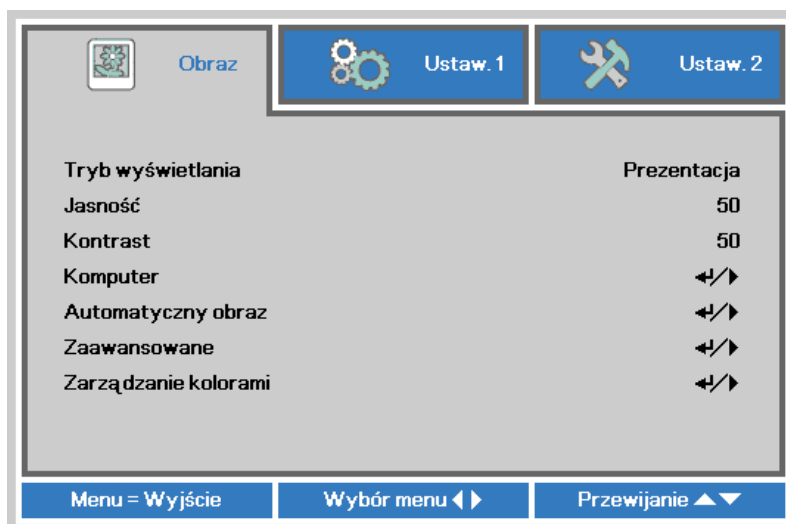 Obraz Ustaw. 1 Ustaw. 2
Tryb wyświetlania Prezentacja
Jasność 50
Kontrast 50
Komputer ↵/▶
Automatyczny obraz ↵/▶
Zaawansowane ↵/▶
Zarządzanie kolorami ↵/▶
Menu = Wyjście Wybór menu ◀▶ Przewijanie ▲▼